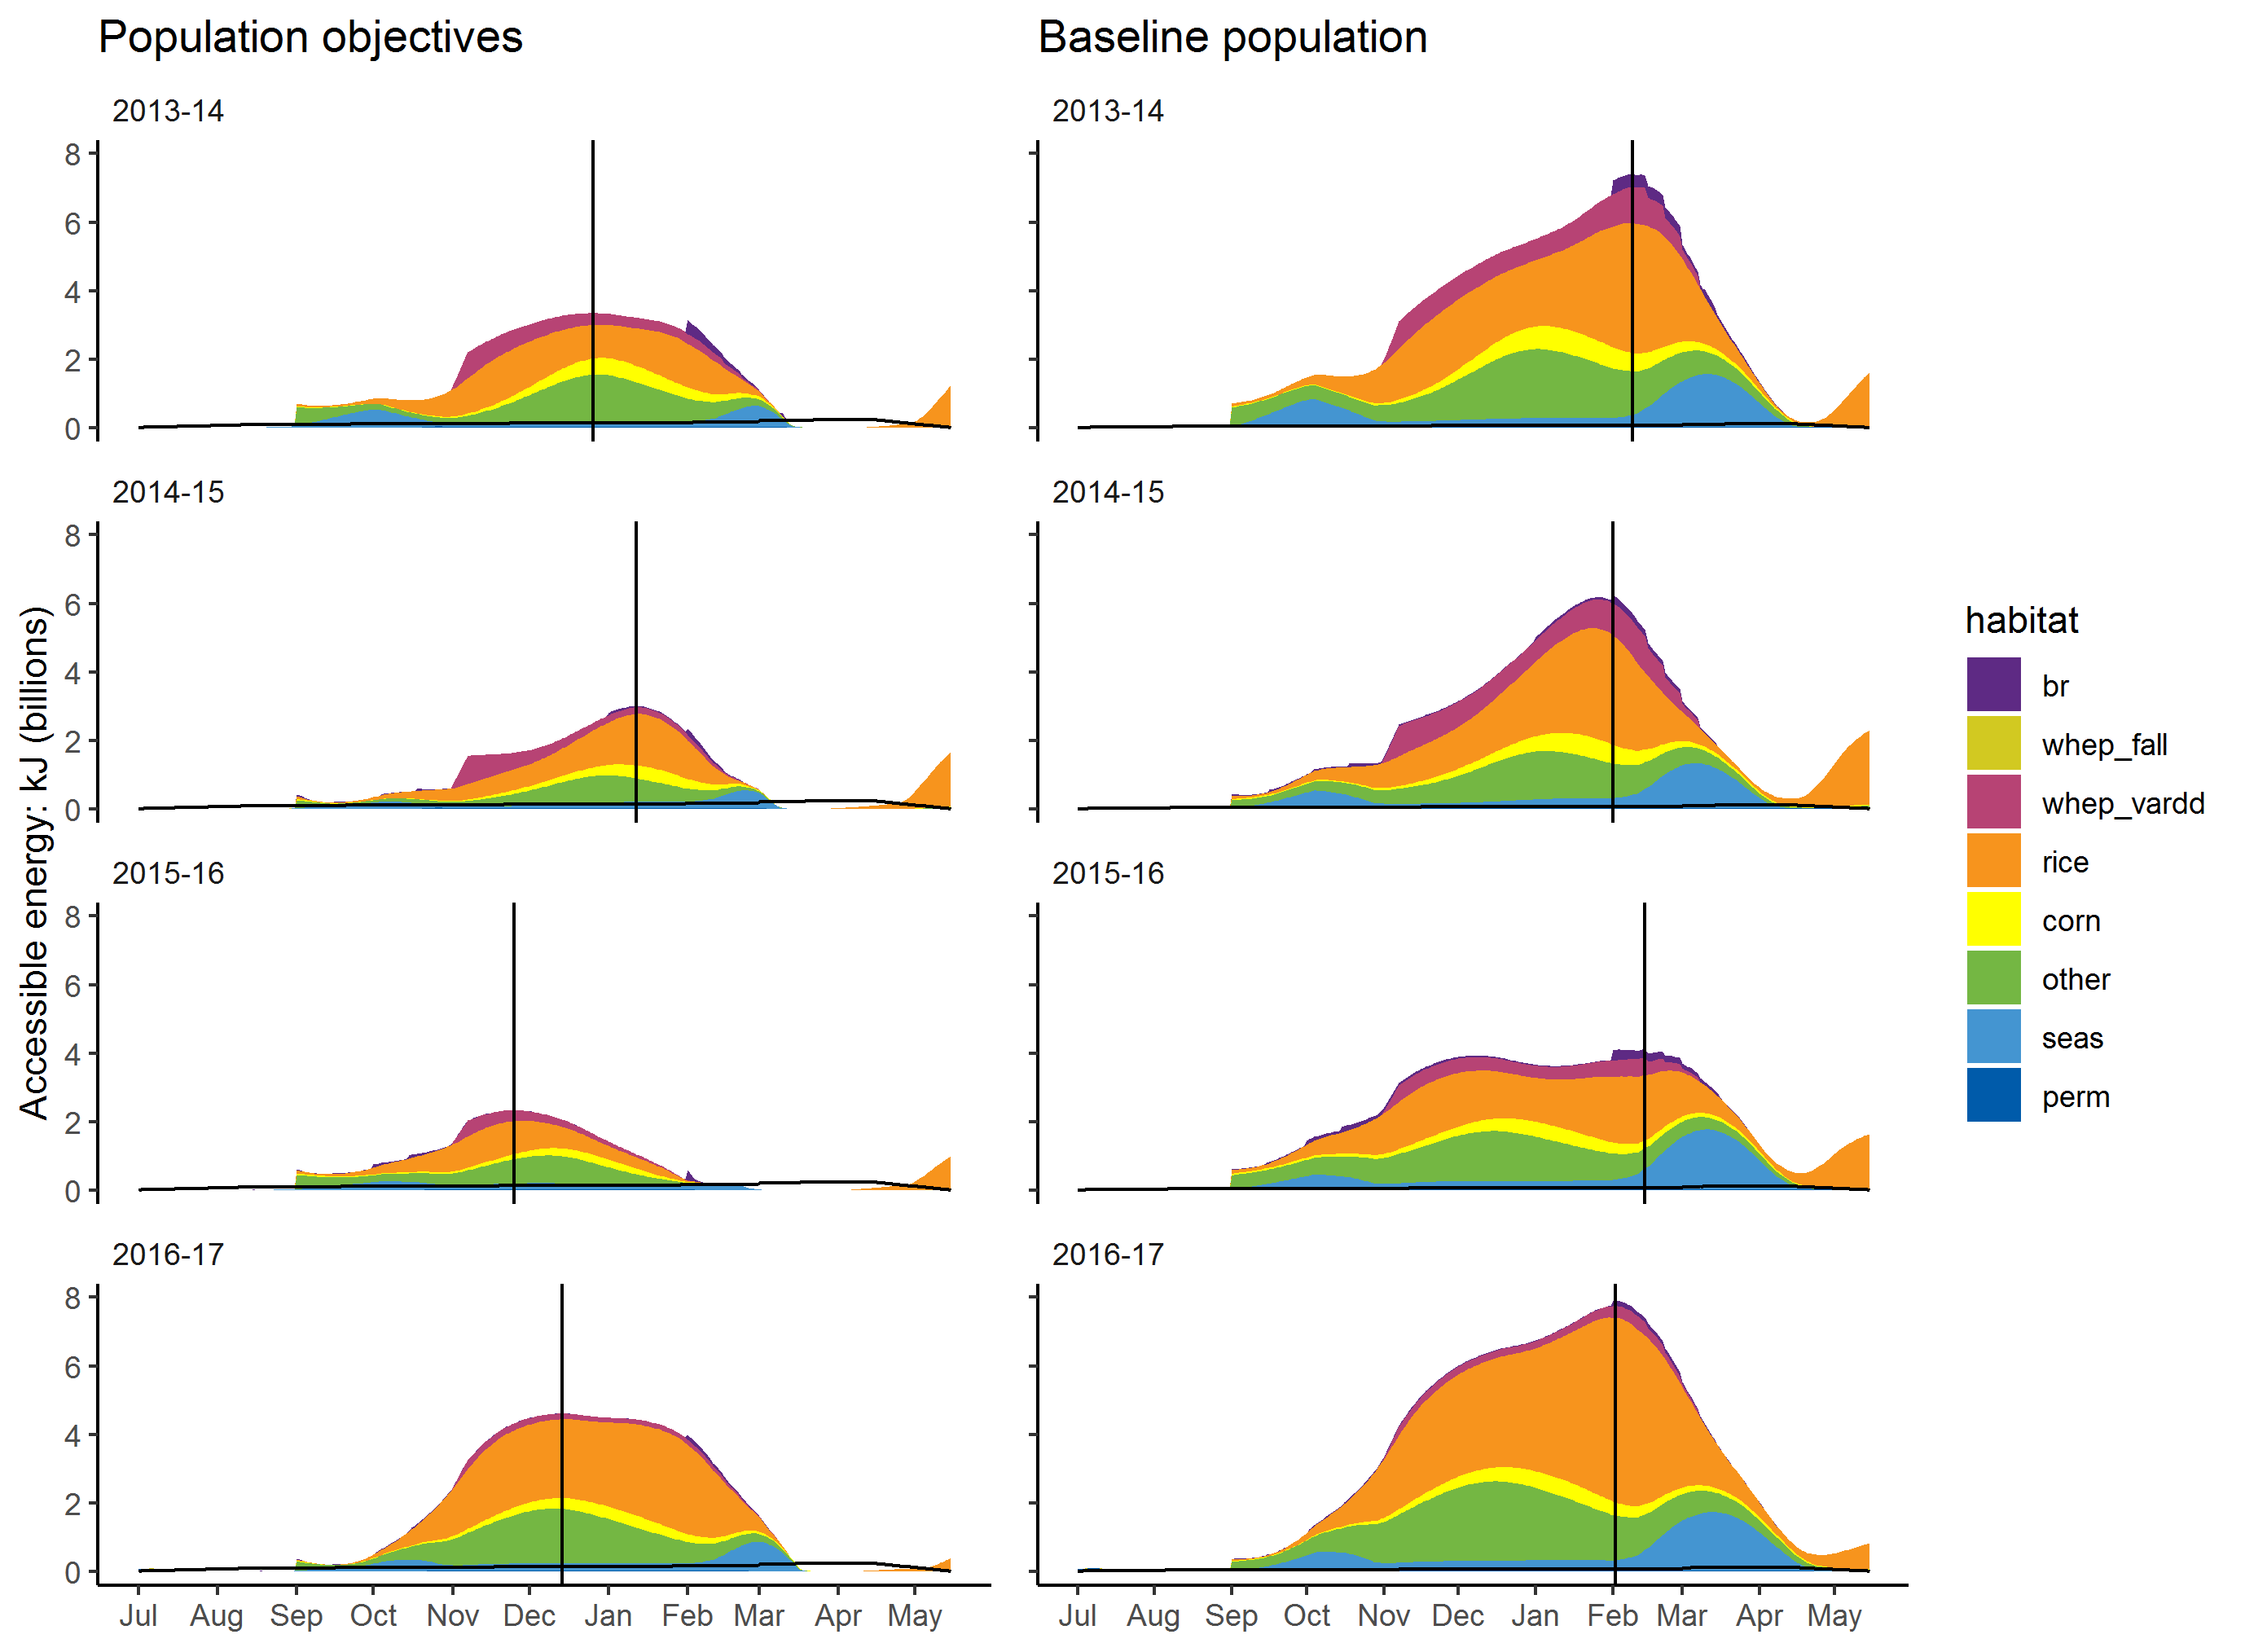 Population objectives
Baseline population
2013-14
2013-14
8
6
4
2
0
2014-15
2014-15
8
6
4
2
0
2015-16
2015-16
8
6
4
2
0
2016-17
2016-17
8
6
4
2
0
Jul Aug Sep Oct Nov Dec Jan Feb Mar Apr May
Jul Aug Sep Oct Nov Dec Jan Feb Mar Apr May
Accessible energy: kJ (billions)
habitat
br
whep_fall
whep_vardd
rice
corn
other
seas
perm